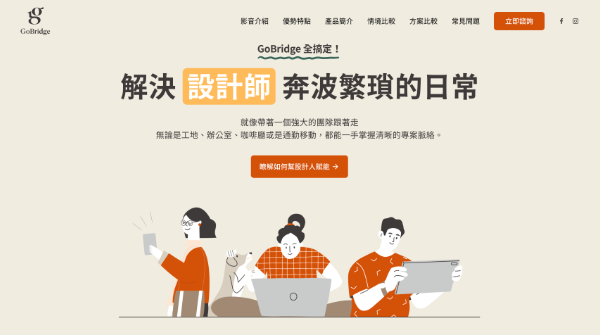 GoBridge
影音介紹 優勢特點 產品簡介 情境比較 方案比較 常見問題 立即諮詢
GoBridge 全搞定！
解決 設計師 奔波繁瑣的日常
就像帶著一個強大的團隊跟著走
無論是工地、辦公室、咖啡廳或是通勤移動，都能一手掌握清晰的專案脈絡。
瞭解如何幫設計人賦能 →